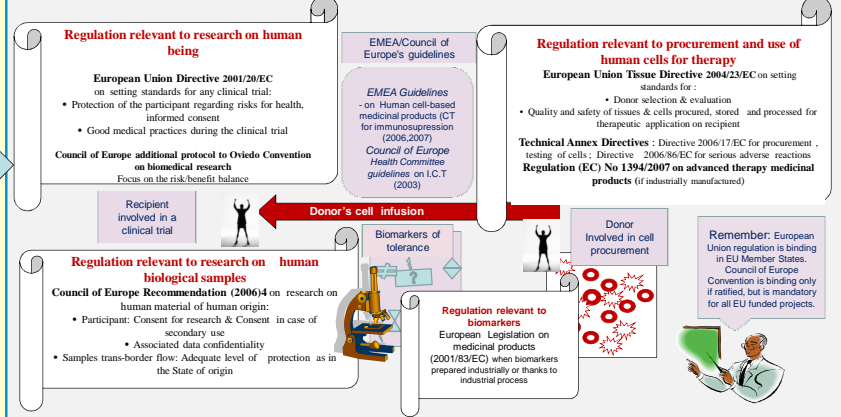 Regulation relevant to research on human
being
European Union Directive 2001/20/EC
on setting standards for any clinical trial:
• Protection of the participant regarding risks for health,
informed consent
• Good medical practices during the clinical trial
Council of Europe additional protocol to Oviedo Convention
on biomedical research
Focus on the risk/benefit balance
EMEA/Council of
Europe's guidelines
EMEA Guidelines
- on Human cell-based
medicinal products (CT
for immunosupression
(2006,2007)
Council of Europe
Health Committee
guidelines on I.C.T
(2003)
Regulation relevant to procurement and use of
human cells for therapy
European Union Tissue Directive 2004/23/EC on setting
standards for :
• Donor selection & evaluation
• Quality and safety of tissues & cells procured, stored and processed for
therapeutic application on recipient
Technical Annex Directives : Directive 2006/17/EC for procurement ,
testing of cells ; Directive 2006/86/EC for serious adverse reactions
Regulation (EC) No 1394/2007 on advanced therapy medicinal
products (if industrially manufactured)
Recipient
involved in a
clinical trial
Donor's cell infusion
Donor
Involved in cell
procurement
Biomarkers of
tolerance
?
Remember: European
Union regulation is binding
in EU Member States.
Council of Europe
Convention is binding only
if ratified, but is mandatory
for all EU funded projects.
Regulation relevant to research on human
biological samples
Council of Europe Recommendation (2006)4 on research on
human material of human origin:
• Participant: Consent for research & Consent in case of
secondary use
• Associated data confidentiality
• Samples trans-border flow: Adequate level of protection as in
the State of origin
Regulation relevant to
biomarkers
European Legislation on
medicinal products
(2001/83/EC) when biomarkers
prepared industrially or thanks to
industrial process